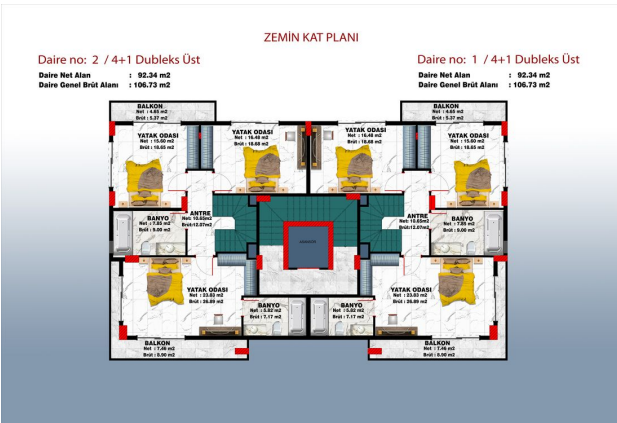 ZEMİN KAT PLANI
Daire no: 2 / 4+1 Dubleks Üst
Daire Net Alan : 92.34 m2
Daire Genel Brüt Alanı : 106.73 m2
Daire no: 1 / 4+1 Dubleks Üst
Daire Net Alan : 92.34 m2
Daire Genel Brüt Alanı : 106.73 m2
BALKON
Net : 4.65 m2
Brüt : 5.37 m2
BALKON
Net : 4.65 m2
Brüt : 5.37 m2
YATAK ODASI
Net : 15.60 m2
Brüt : 18.65 m2
YATAK ODASI
Net : 16.48 m2
Brüt : 18.68 m2
YATAK ODASI
Net : 16.48 m2
Brüt : 18.68 m2
YATAK ODASI
Net : 15.60 m2
Brüt : 18.65 m2
BANYO
Net : 7.85 m2
Brüt : 9.00 m2
ANTRE
Net: 10.65m2
Brüt:12.07m2
ANTRE
Net: 10.65m2
Brüt:12.07m2
BANYO
Net : 7.85 m2
Brüt : 9.00 m2
YATAK ODASI
Net : 23.83 m2
Brüt : 26.89 m2
YATAK ODASI
Net : 23.83 m2
Brüt : 26.89 m2
BANYO
Net : 5.82 m2
Brüt : 7.17 m2
BANYO
Net : 5.82 m2
Brüt : 7.17 m2
BALKON
Net : 7.46 m2
Brüt : 8.90 m2
BALKON
Net : 7.46 m2
Brüt : 8.90 m2